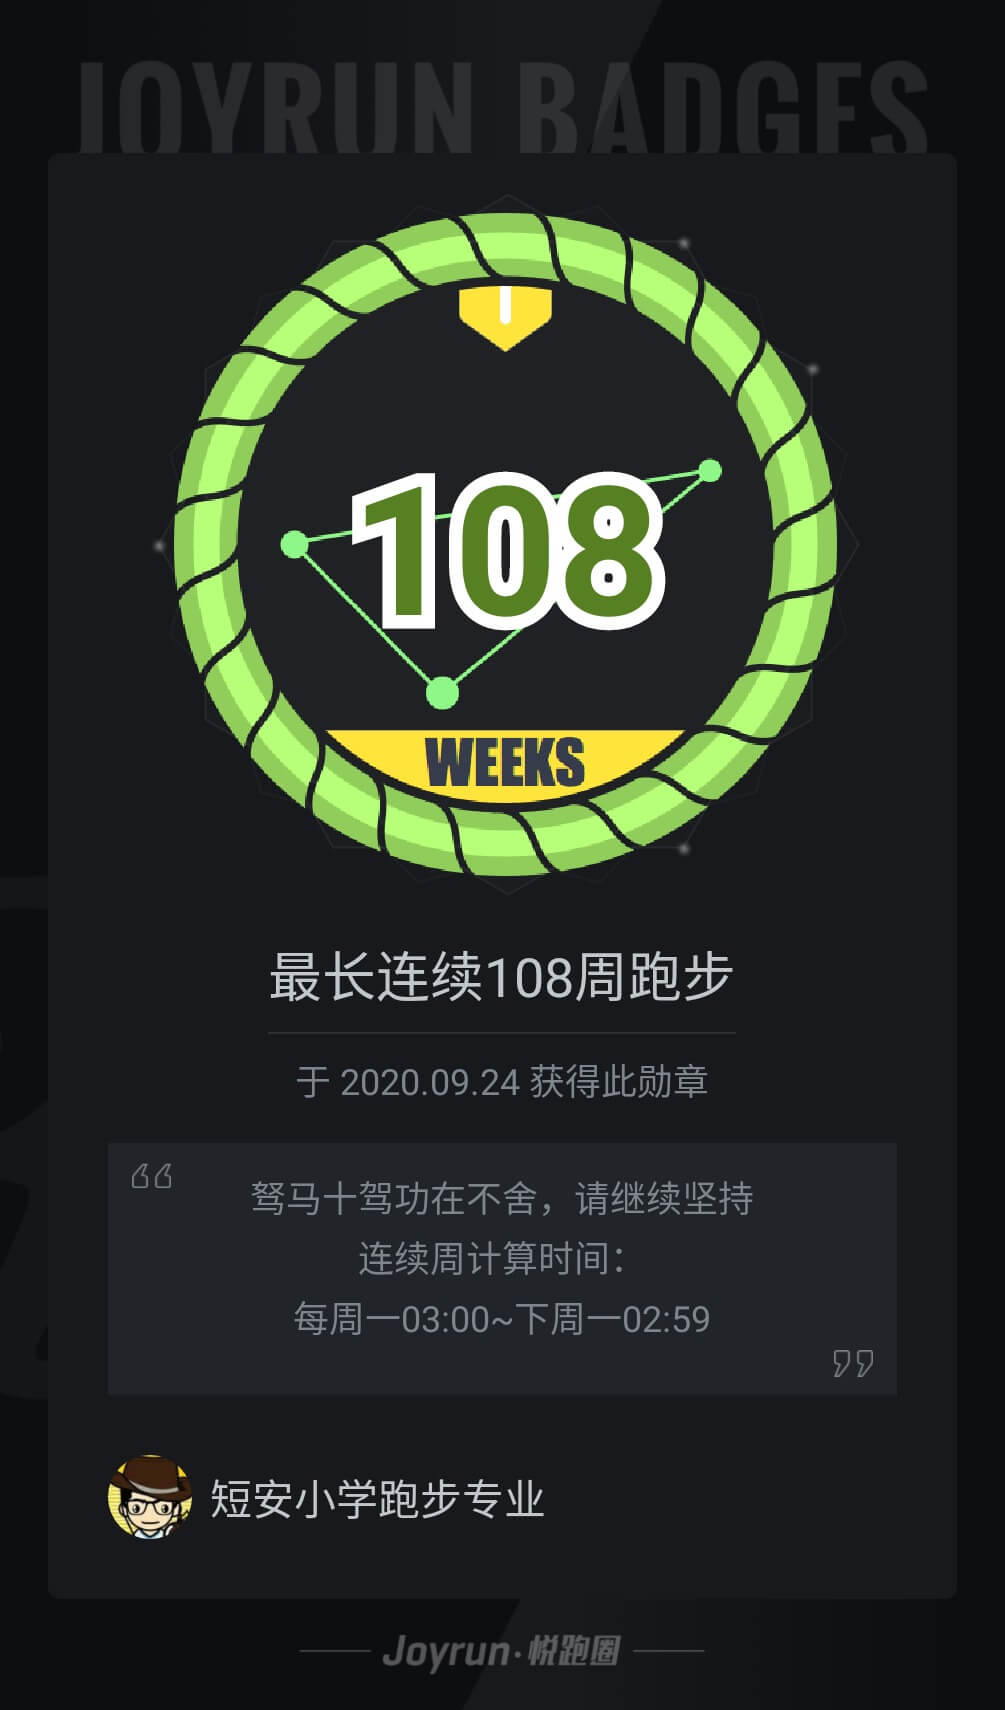 JOYRUN BADGES
108
WEEKS
最长连续108周跑步
于 2020.09.24 获得此勋章
驽马十驾功在不舍，请继续坚持
连续周计算时间：
每周一03:00~下周一02:59
短安小学跑步专业
Joyrun·悦跑圈